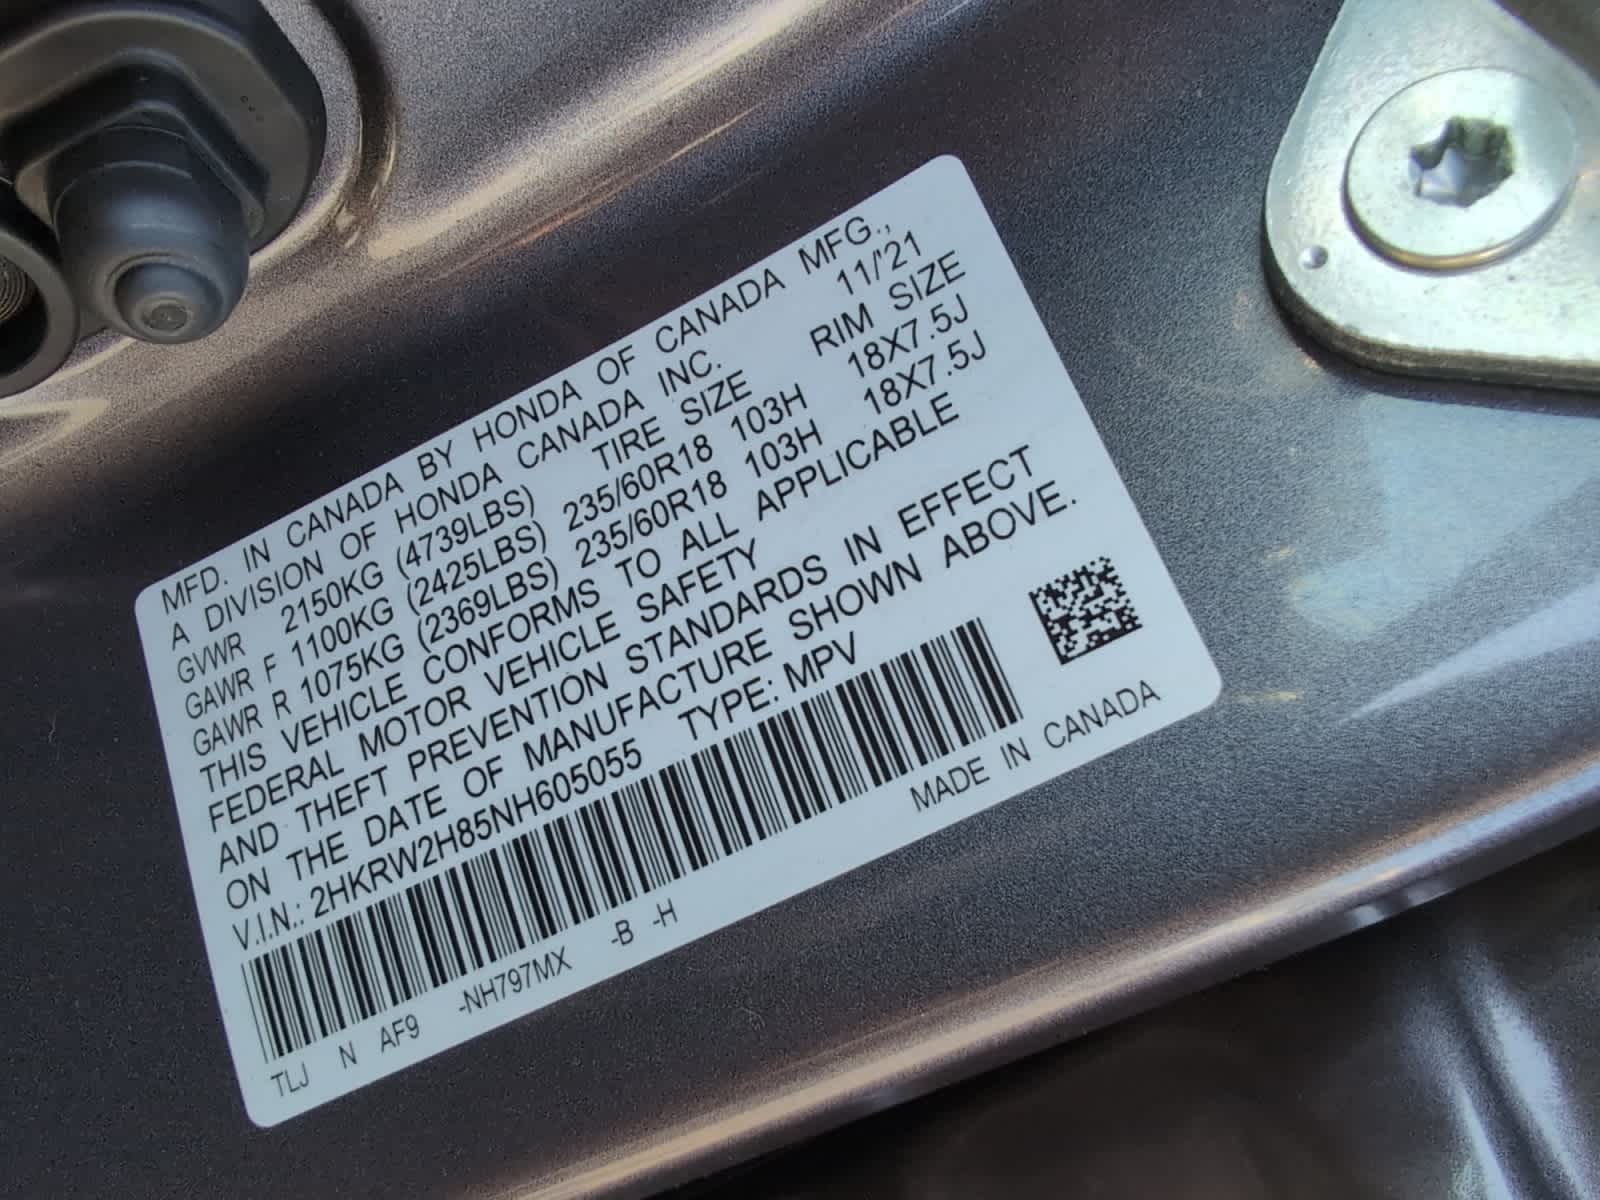 MFD. IN CANADA BY HONDA OF CANADA MFG.,
A DIVISION OF HONDA CANADA INC. 11/'21
GVWR 2150KG (4739LBS) TIRE SIZE RIM SIZE
GAWR F 1100KG (2425LBS) 235/60R18 103H 18X7.5J
GAWR R 1075KG (2369LBS) 235/60R18 103H 18X7.5J
THIS VEHICLE CONFORMS TO ALL APPLICABLE
FEDERAL MOTOR VEHICLE SAFETY
AND THEFT PREVENTION STANDARDS IN EFFECT
ON THE DATE OF MANUFACTURE SHOWN ABOVE.
V.I.N.: 2HKRW2H85NH605055 TYPE: MPV
TLJ N AF9 -NH797MX -B -H MADE IN CANADA